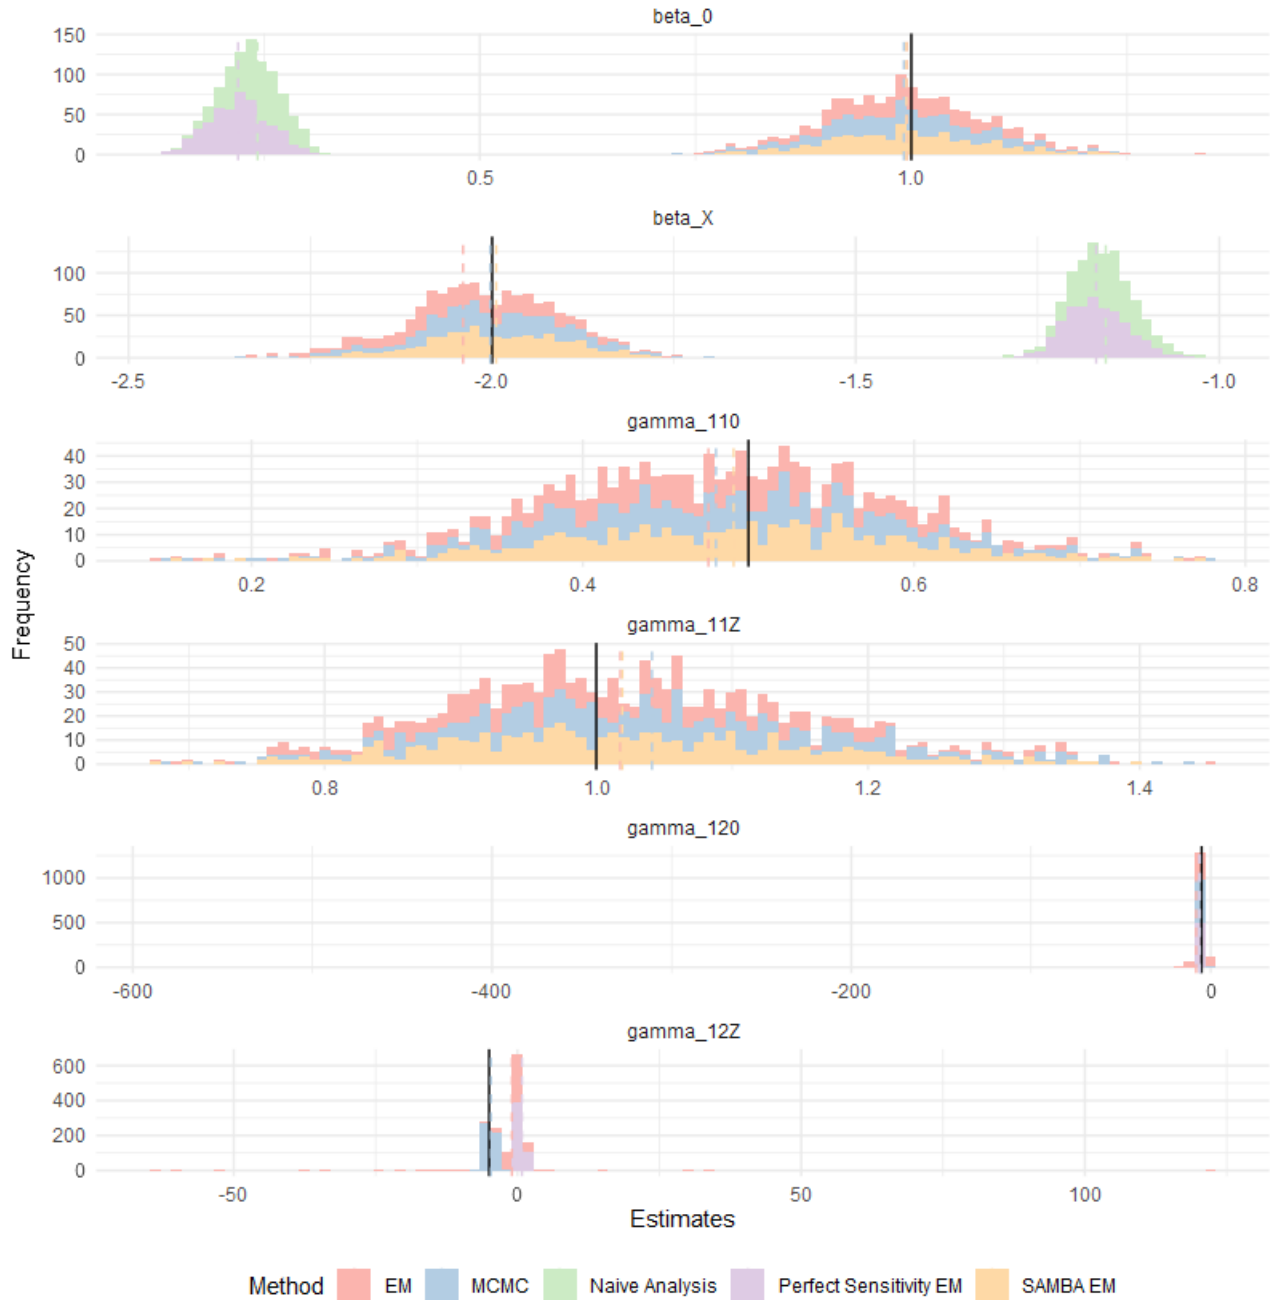 beta_0
150
100
50
0
0.5 1.0
beta_X
100
50
0
-2.5 -2.0 -1.5 -1.0
gamma_110
40
30
20
10
0
0.2 0.4 0.6 0.8
gamma_11Z
50
40
30
20
10
0
0.8 1.0 1.2 1.4
gamma_120
1000
500
0
-600 -400 -200 0
gamma_12Z
600
400
200
0
-50 0 50 100
Frequency
Estimates
Method EM MCMC Naive Analysis Perfect Sensitivity EM SAMBA EM